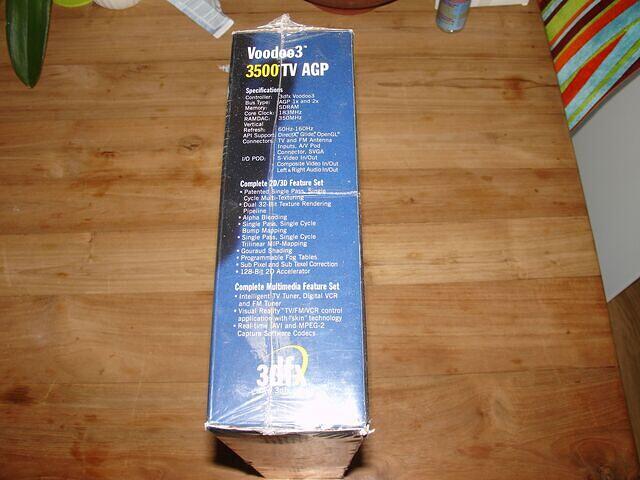 Voodoo3™
3500 TV AGP
Specifications
Controller: 3dfx Voodoo3
Bus Type: AGP 1x and 2x
Memory: SDRAM
Core Clock: 183MHz
RAMDAC: 350MHz
Vertical
Refresh: 60Hz-160Hz
API Support: DirectX® Glide® OpenGL®
Connectors: TV and FM Antenna
Inputs, A/V Pod
Connector, SVGA
I/O POD: S-Video In/Out
Composite Video In/Out
Left & Right Audio In/Out
Complete 2D/3D Feature Set
• Patented Single Pass, Single
Cycle Multi-Texturing
• Dual 32-Bit Texture Rendering
Pipeline
• Alpha Blending
• Single Pass, Single Cycle
Bump Mapping
• Single Pass, Single Cycle
Trilinear MIP-Mapping
• Gouraud Shading
• Programmable Fog Tables
• Sub Pixel and Sub Texel Correction
• 128-Bit 2D Accelerator
Complete Multimedia Feature Set
• Intelligent TV Tuner, Digital VCR
and FM Tuner
• Visual Reality™ TV/FM/VCR control
application with "skin" technology
• Real-time AVI and MPEG-2
Capture Software Codecs
3dfx